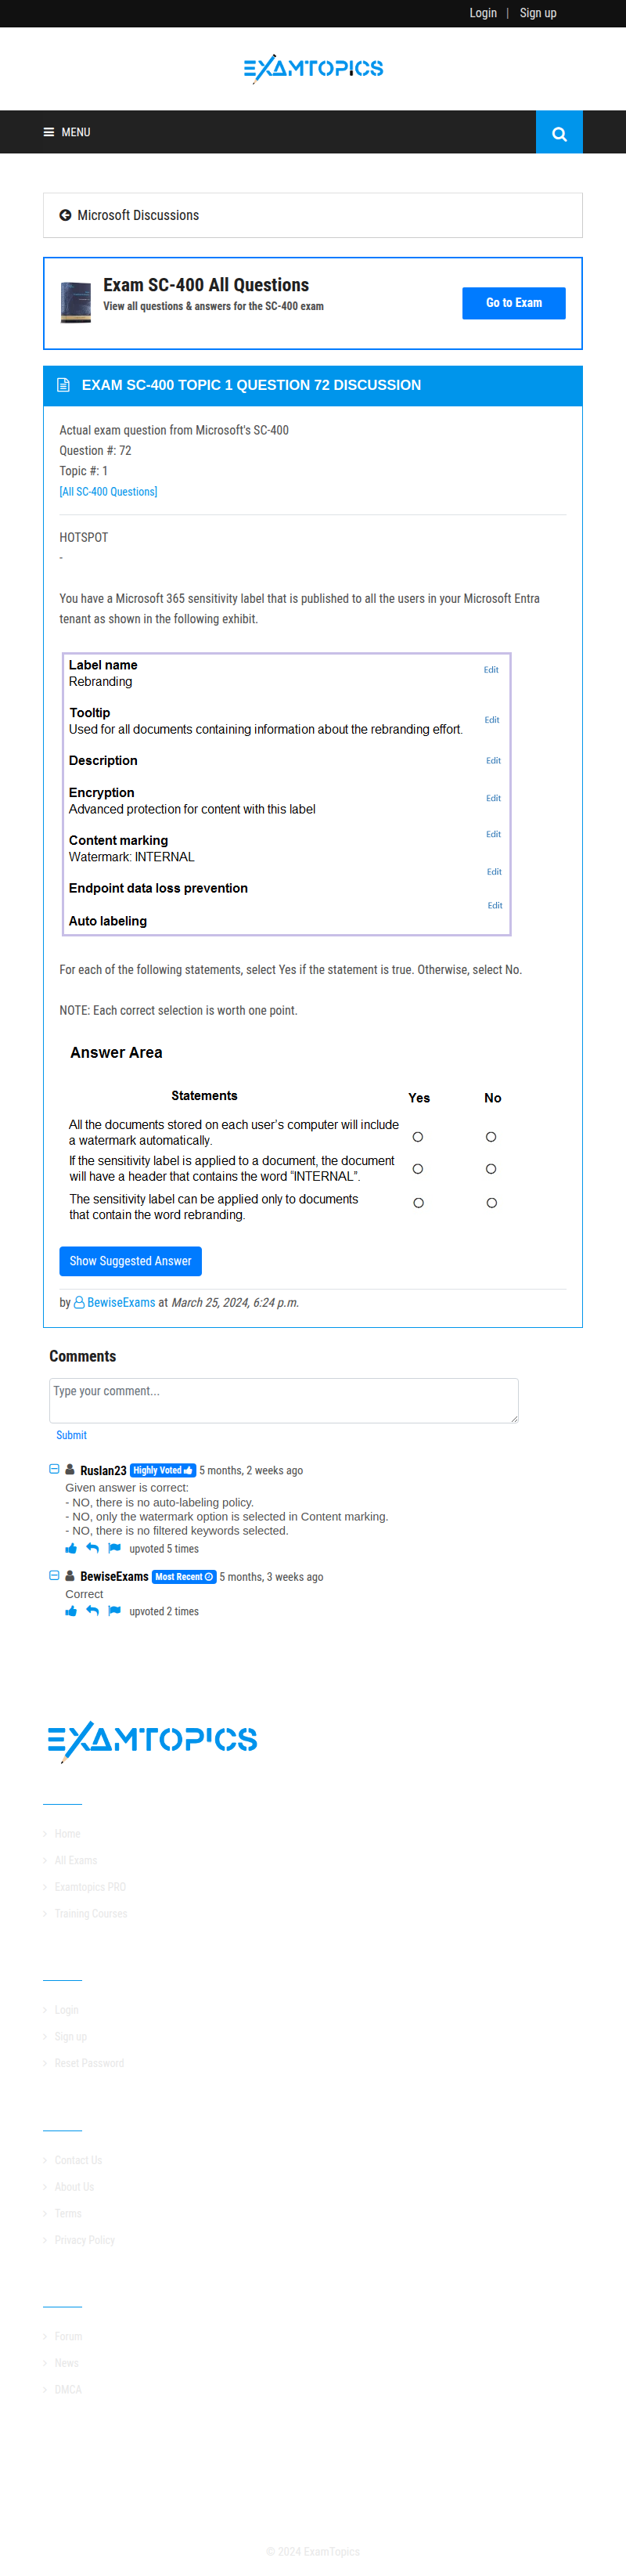 Login | Sign up
EXAMTOPICS
MENU
Microsoft Discussions
Exam SC-400 All Questions
View all questions & answers for the SC-400 exam
Go to Exam
EXAM SC-400 TOPIC 1 QUESTION 72 DISCUSSION
Actual exam question from Microsoft's SC-400
Question #: 72
Topic #: 1
[All SC-400 Questions]
HOTSPOT
-
You have a Microsoft 365 sensitivity label that is published to all the users in your Microsoft Entra
tenant as shown in the following exhibit.
Label name Edit
Rebranding
Tooltip Edit
Used for all documents containing information about the rebranding effort.
Description Edit
Encryption Edit
Advanced protection for content with this label
Content marking Edit
Watermark: INTERNAL
Endpoint data loss prevention Edit
Auto labeling Edit
For each of the following statements, select Yes if the statement is true. Otherwise, select No.
NOTE: Each correct selection is worth one point.
Answer Area
Statements Yes No
All the documents stored on each user's computer will include
a watermark automatically.
If the sensitivity label is applied to a document, the document
will have a header that contains the word "INTERNAL".
The sensitivity label can be applied only to documents
that contain the word rebranding.
Show Suggested Answer
by BewiseExams at March 25, 2024, 6:24 p.m.
Comments
Type your comment...
Submit
Ruslan23 Highly Voted 5 months, 2 weeks ago
Given answer is correct:
- NO, there is no auto-labeling policy.
- NO, only the watermark option is selected in Content marking.
- NO, there is no filtered keywords selected.
upvoted 5 times
BewiseExams Most Recent 5 months, 3 weeks ago
Correct
upvoted 2 times
EXAMTOPICS
Home
All Exams
Examtopics PRO
Training Courses
Login
Sign up
Reset Password
Contact Us
About Us
Terms
Privacy Policy
Forum
News
DMCA
© 2024 ExamTopics